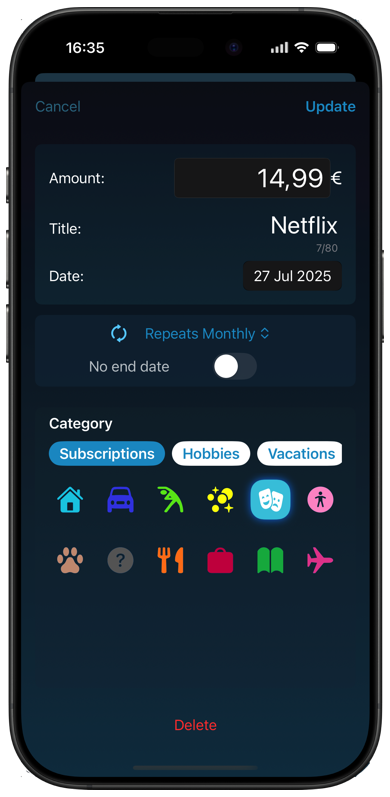 16:35
Cancel Update
Amount: 14,99 €
Title: Netflix
7/80
Date: 27 Jul 2025
Repeats Monthly
No end date
Category
Subscriptions Hobbies Vacations
?
Delete